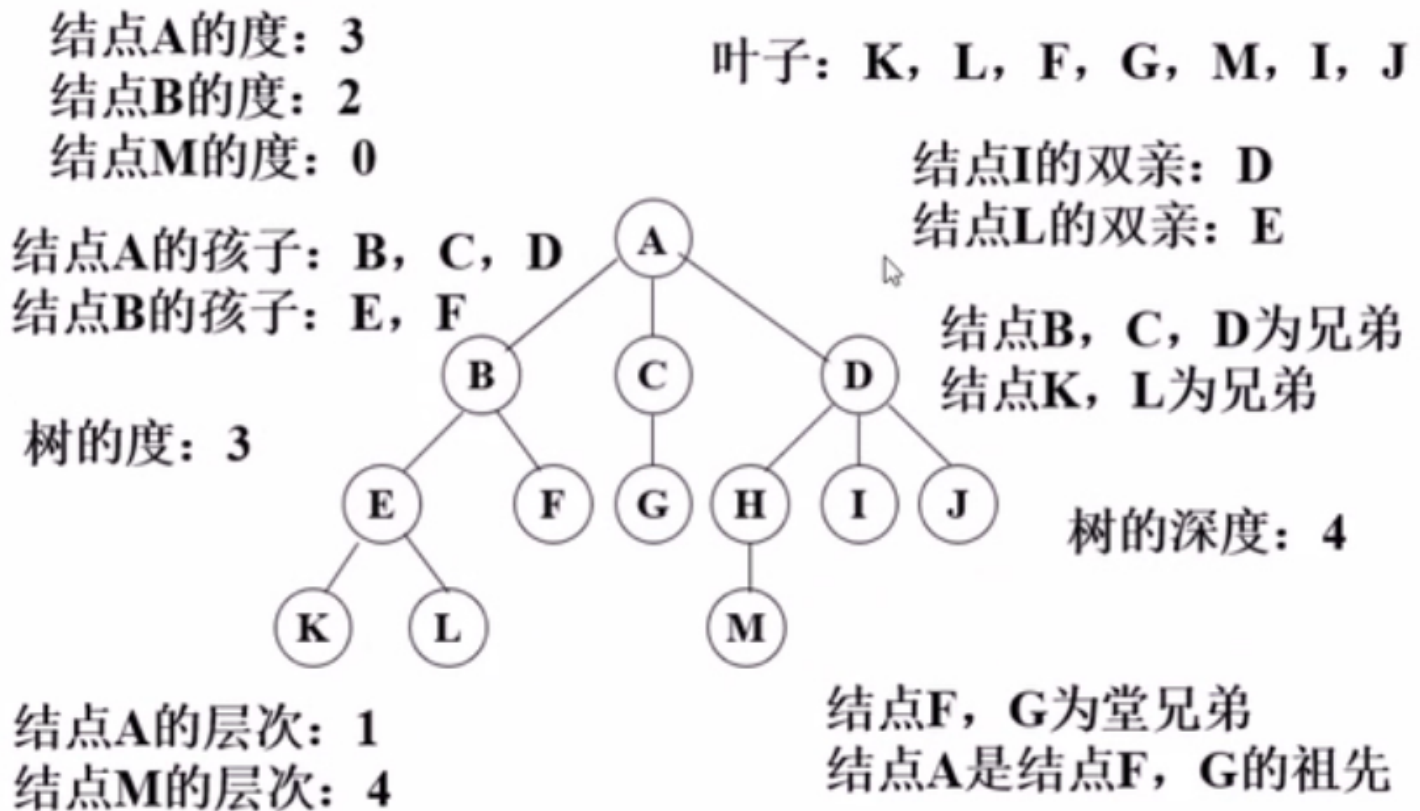 结点A的度：3
结点B的度：2
结点M的度：0
叶子：K，L，F，G，M，I，J
结点I的双亲：D
结点L的双亲：E
结点A的孩子：B，C，D
结点B的孩子：E，F
结点B，C，D为兄弟
结点K，L为兄弟
树的度：3
A
B
C
D
E
F
G
H
I
J
K
L
M
树的深度：4
结点A的层次：1
结点M的层次：4
结点F，G为堂兄弟
结点A是结点F，G的祖先